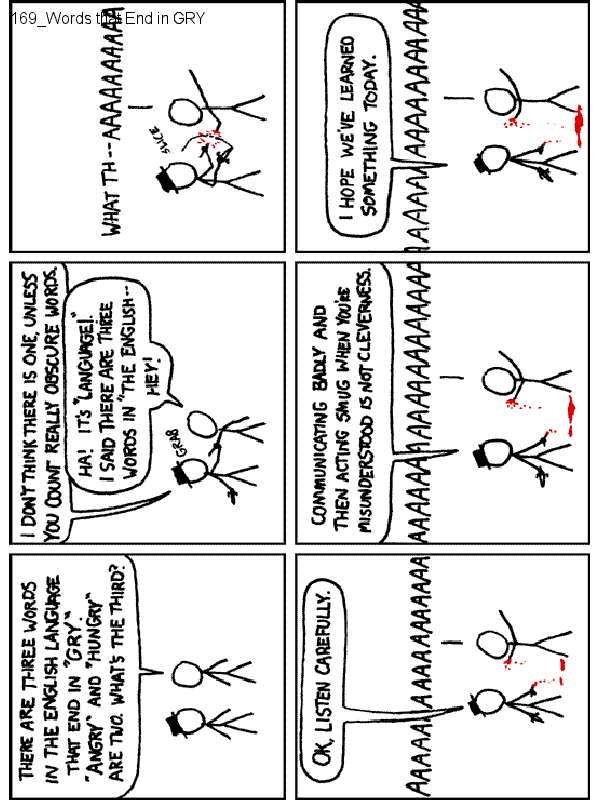 169_Words that End in GRY
THERE ARE THREE WORDS
IN THE ENGLISH LANGUAGE
THAT END IN "GRY".
"ANGRY" AND "HUNGRY"
ARE TWO. WHAT'S THE THIRD?
I DON'T THINK THERE IS ONE, UNLESS
YOU COUNT REALLY OBSCURE WORDS.
HA! IT'S "LANGUAGE!".
I SAID THERE ARE THREE
WORDS IN "THE ENGLISH--
HEY!
GRAB
WHAT TH--AAAAAAAAAA
SLICE
OK, LISTEN CAREFULLY.
AAAAAAAAAAAAAAAA
COMMUNICATING BADLY AND
THEN ACTING SMUG WHEN YOU'RE
MISUNDERSTOOD IS NOT CLEVERNESS.
AAAAAAAAAAAAAAAAAA
I HOPE WE'VE LEARNED
SOMETHING TODAY.
AAAAAAAAAAAAAAAA